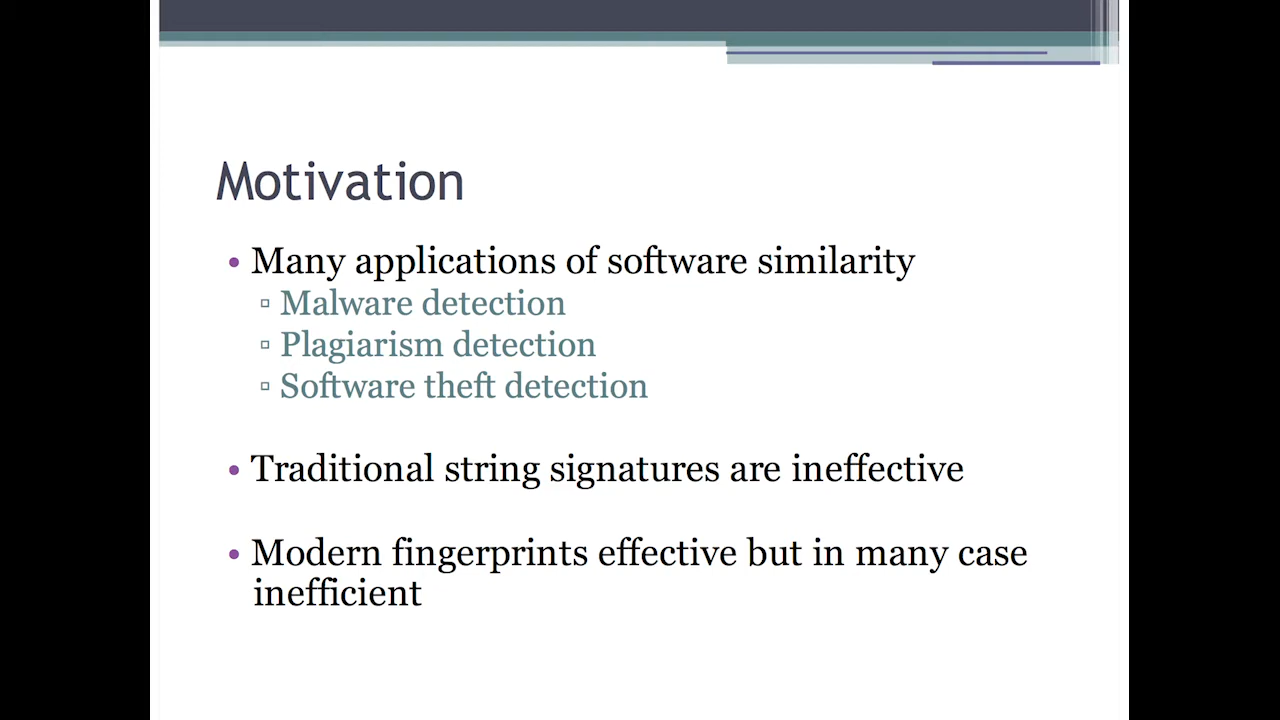 Motivation
• Many applications of software similarity
▫ Malware detection
▫ Plagiarism detection
▫ Software theft detection
• Traditional string signatures are ineffective
• Modern fingerprints effective but in many case
inefficient